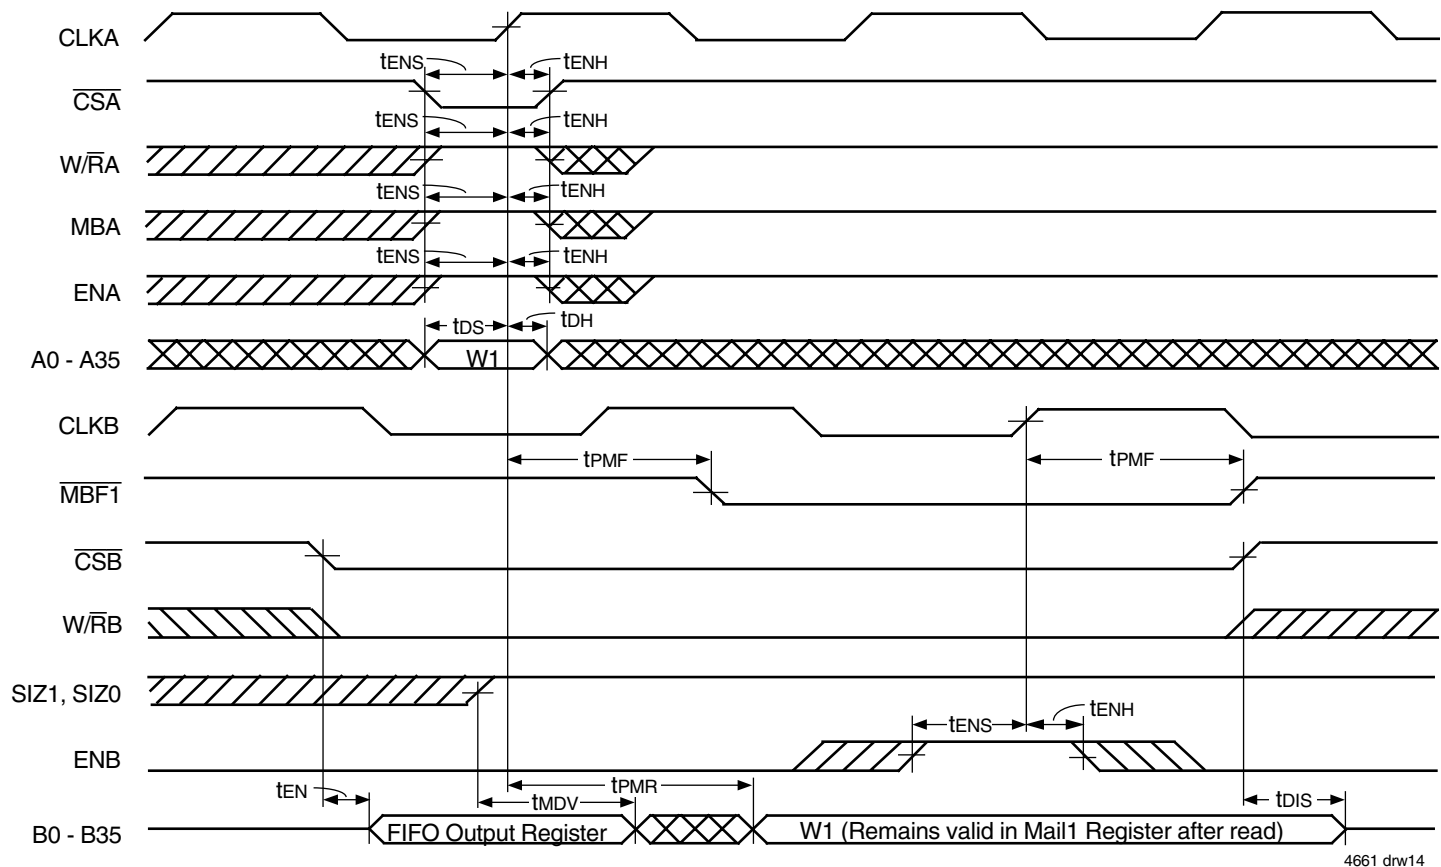 CLKA
tENS tENH
CSA
tENS tENH
W/RA
tENS tENH
MBA
tENS tENH
ENA
tDS tDH
A0 - A35 W1
CLKB
tPMF tPMF
MBF1
CSB
W/RB
SIZ1, SIZ0
tENS tENH
ENB
tEN tMDV tPMR tDIS
B0 - B35 FIFO Output Register W1 (Remains valid in Mail1 Register after read)
4661 drw14